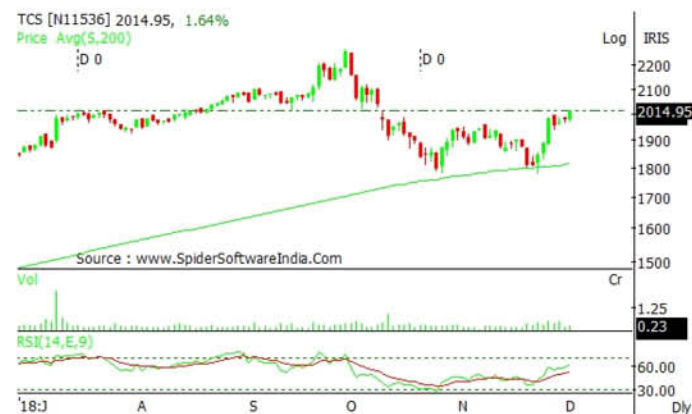 TCS [N11536] 2014.95, 1.64%
Price Avg(S,200)
Log IRIS
D 0 D 0
2200
2100
2014.95
1900
1800
1700
1600
1500
Source : www.SpiderSoftwareIndia.Com
Vol Cr
1.25
0.23
RSI(14,E,9)
60.00
30.00
'18:J A S O N D Dly